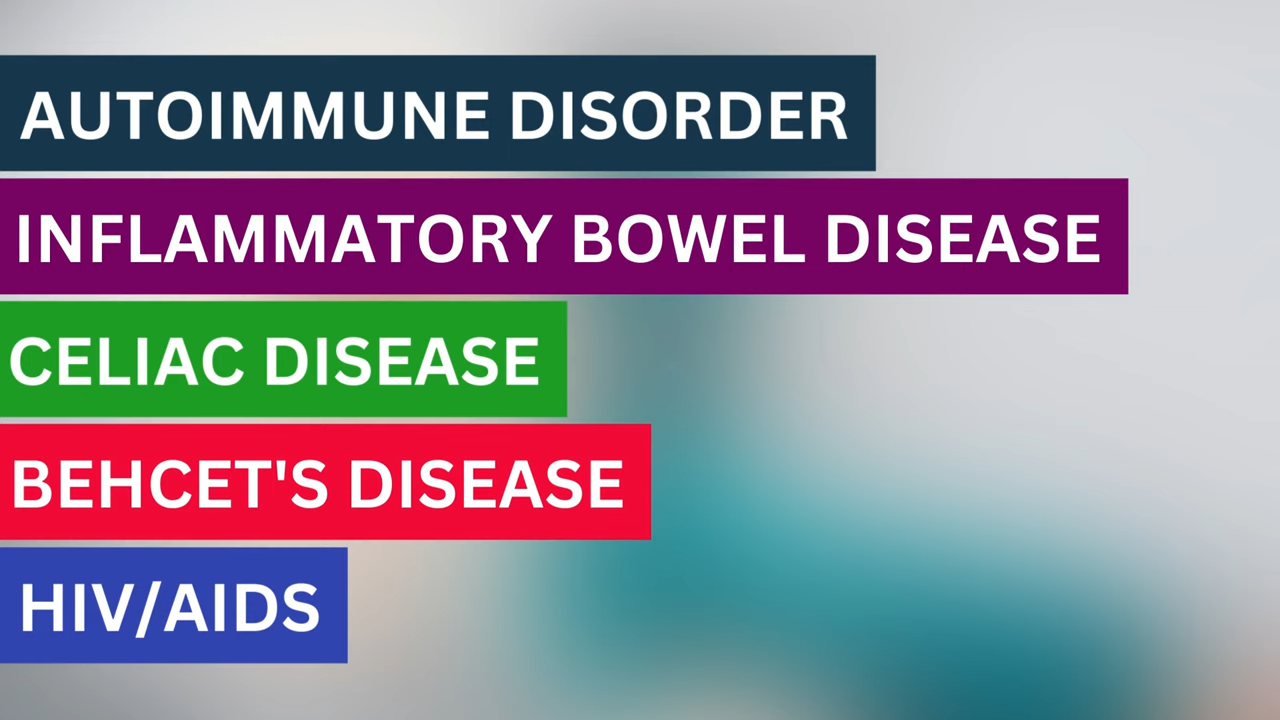 AUTOIMMUNE DISORDER
INFLAMMATORY BOWEL DISEASE
CELIAC DISEASE
BEHCET'S DISEASE
HIV/AIDS